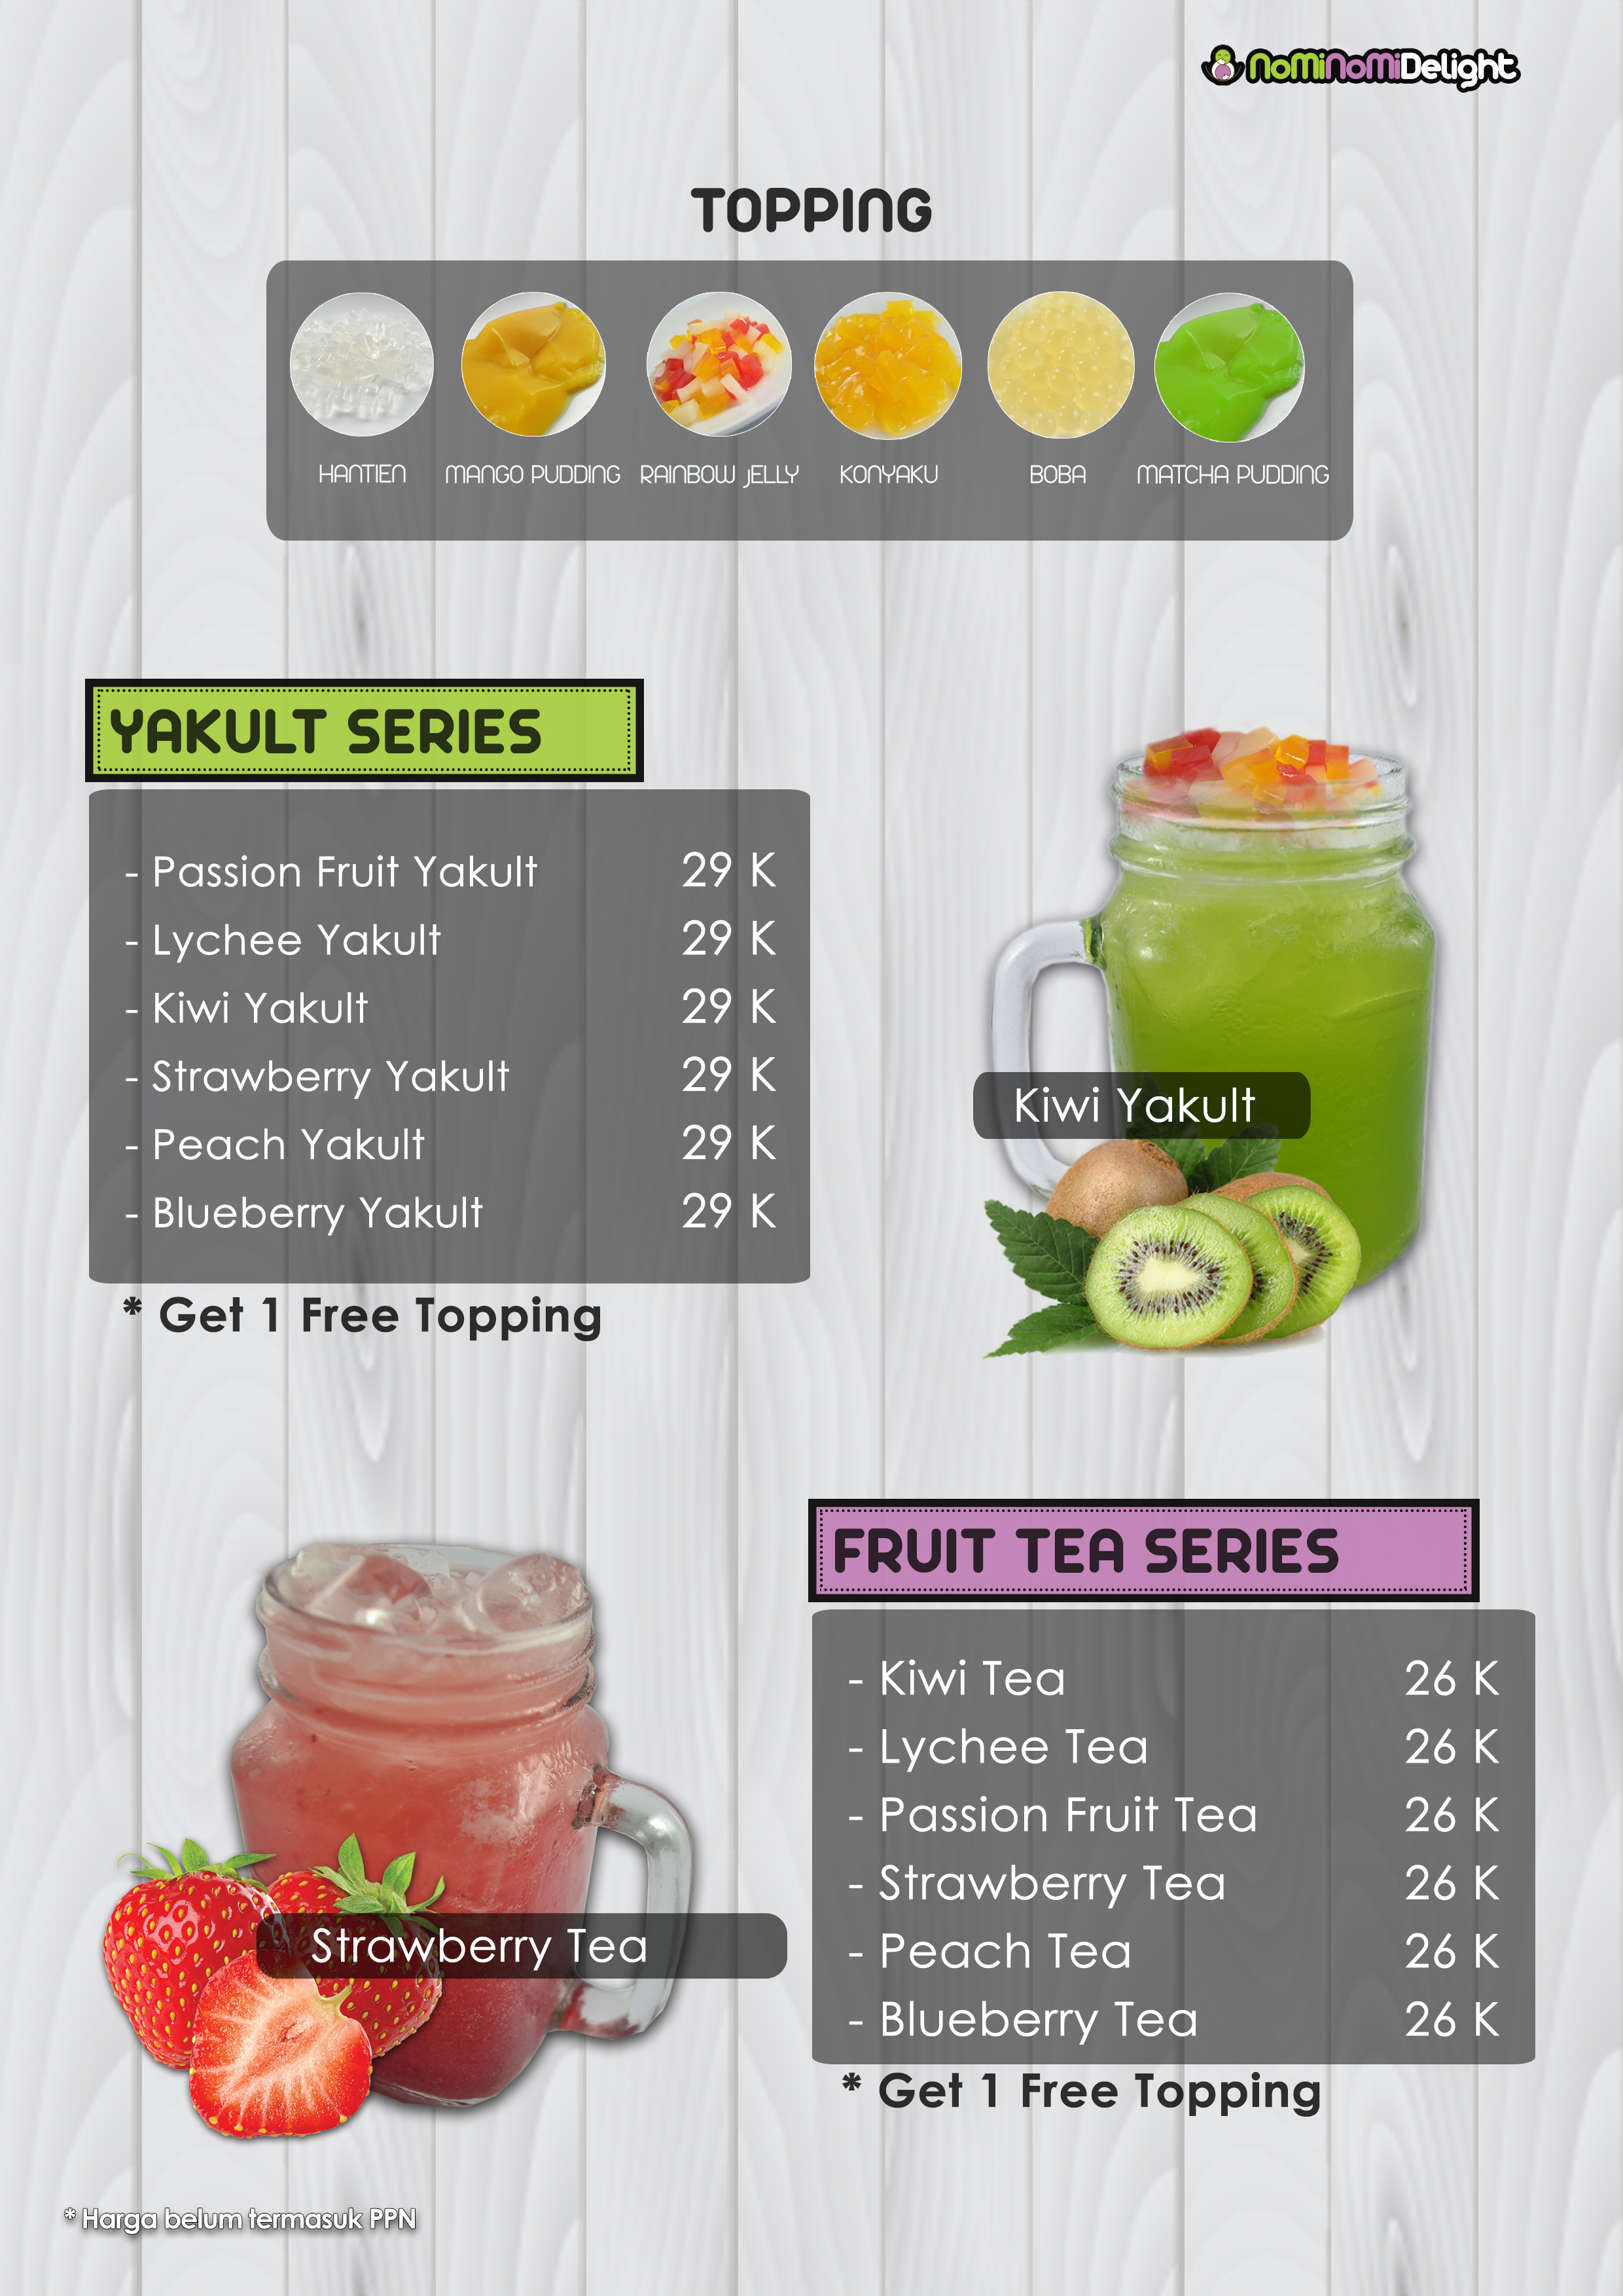 NomiNomiDelight
TOPPING
HANTIEN
MANGO PUDDING
RAINBOW JELLY
KONYAKU
BOBA
MATCHA PUDDING
YAKULT SERIES
- Passion Fruit Yakult 29 K
- Lychee Yakult 29 K
- Kiwi Yakult 29 K
- Strawberry Yakult 29 K
- Peach Yakult 29 K
- Blueberry Yakult 29 K
* Get 1 Free Topping
Kiwi Yakult
FRUIT TEA SERIES
- Kiwi Tea 26 K
- Lychee Tea 26 K
- Passion Fruit Tea 26 K
- Strawberry Tea 26 K
- Peach Tea 26 K
- Blueberry Tea 26 K
* Get 1 Free Topping
Strawberry Tea
* Harga belum termasuk PPN